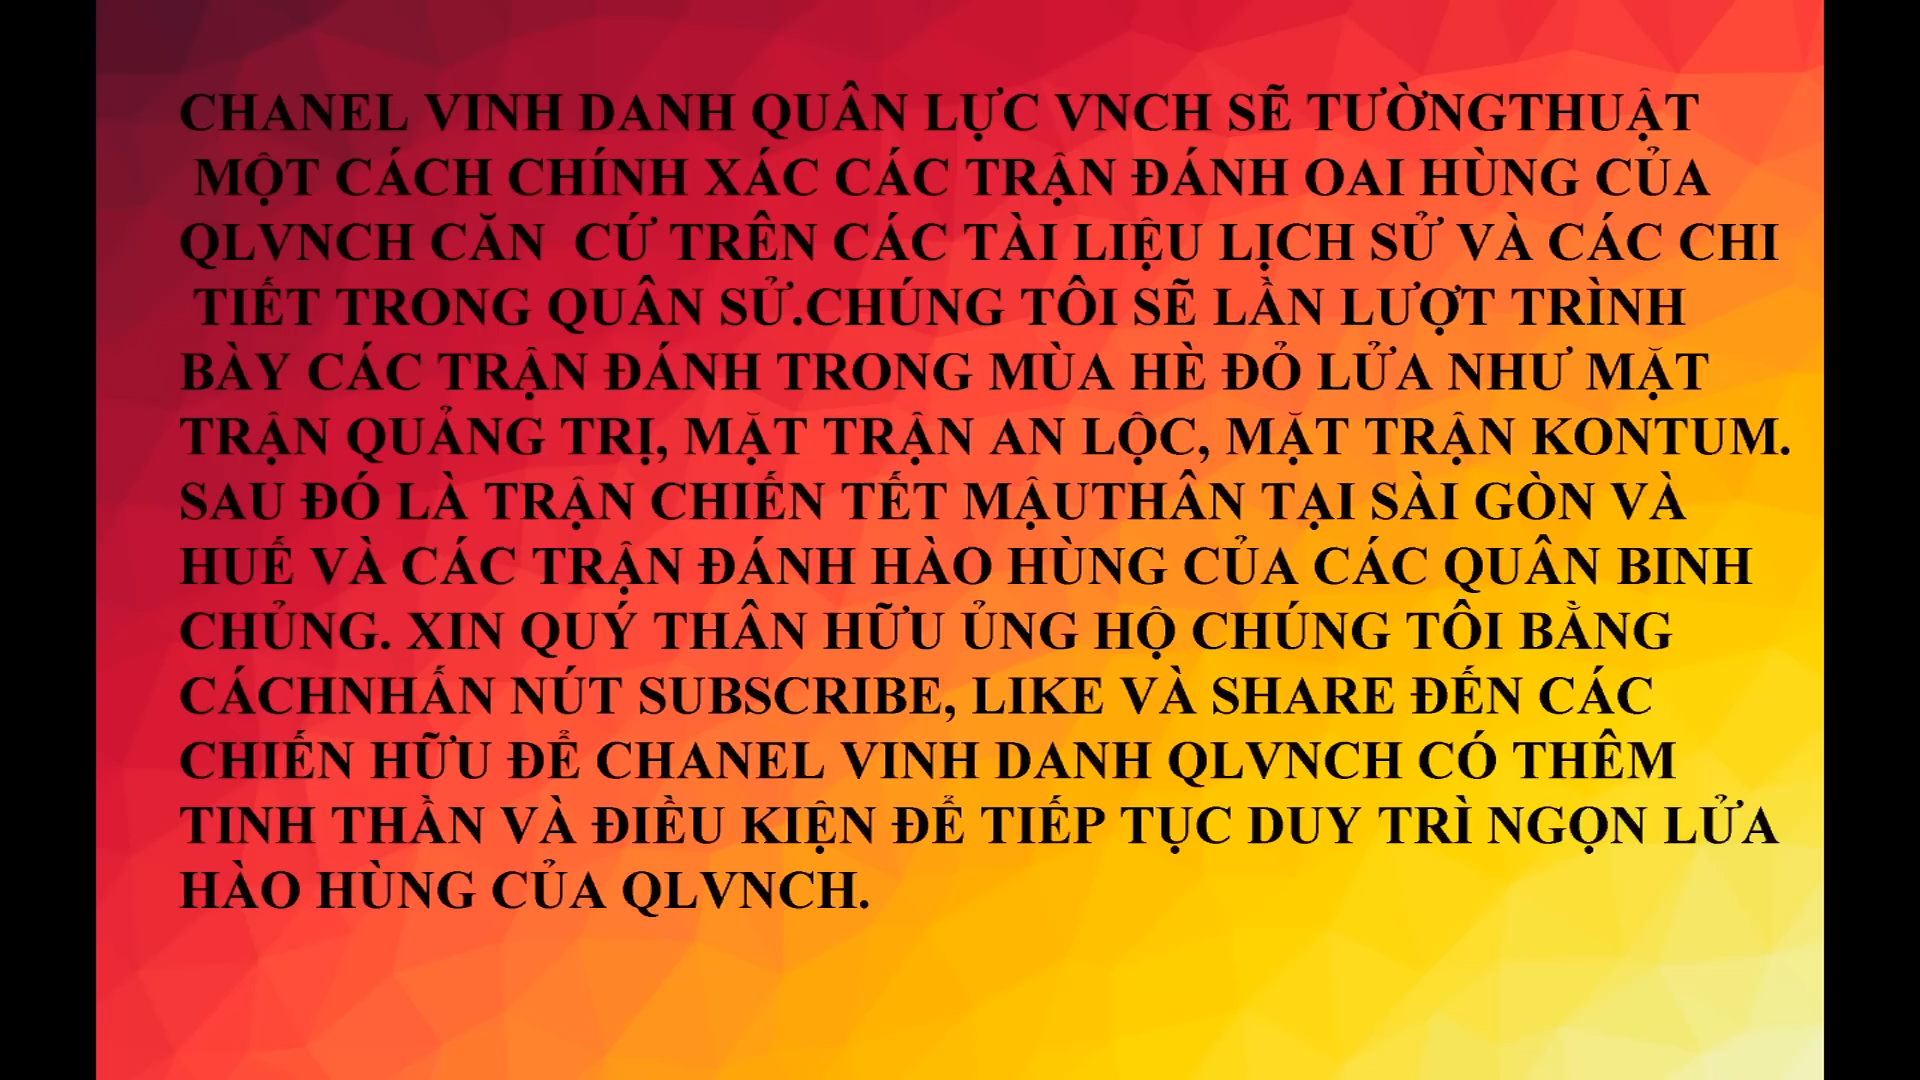 CHANEL VINH DANH QUÂN LỰC VNCH SẼ TƯỜNGTHUẬT
MỘT CÁCH CHÍNH XÁC CÁC TRẬN ĐÁNH OAI HÙNG CỦA
QLVNCH CĂN  CỨ TRÊN CÁC TÀI LIỆU LỊCH SỬ VÀ CÁC CHI
TIẾT TRONG QUÂN SỬ.CHÚNG TÔI SẼ LẦN LƯỢT TRÌNH
BÀY CÁC TRẬN ĐÁNH TRONG MÙA HÈ ĐỎ LỬA NHƯ MẶT
TRẬN QUẢNG TRỊ, MẶT TRẬN AN LỘC, MẶT TRẬN KONTUM.
SAU ĐÓ LÀ TRẬN CHIẾN TẾT MẬUTHÂN TẠI SÀI GÒN VÀ
HUẾ VÀ CÁC TRẬN ĐÁNH HÀO HÙNG CỦA CÁC QUÂN BINH
CHỦNG. XIN QUÝ THÂN HỮU ỦNG HỘ CHÚNG TÔI BẰNG
CÁCHNHẤN NÚT SUBSCRIBE, LIKE VÀ SHARE ĐẾN CÁC
CHIẾN HỮU ĐỂ CHANEL VINH DANH QLVNCH CÓ THÊM
TINH THẦN VÀ ĐIỀU KIỆN ĐỂ TIẾP TỤC DUY TRÌ NGỌN LỬA
HÀO HÙNG CỦA QLVNCH.